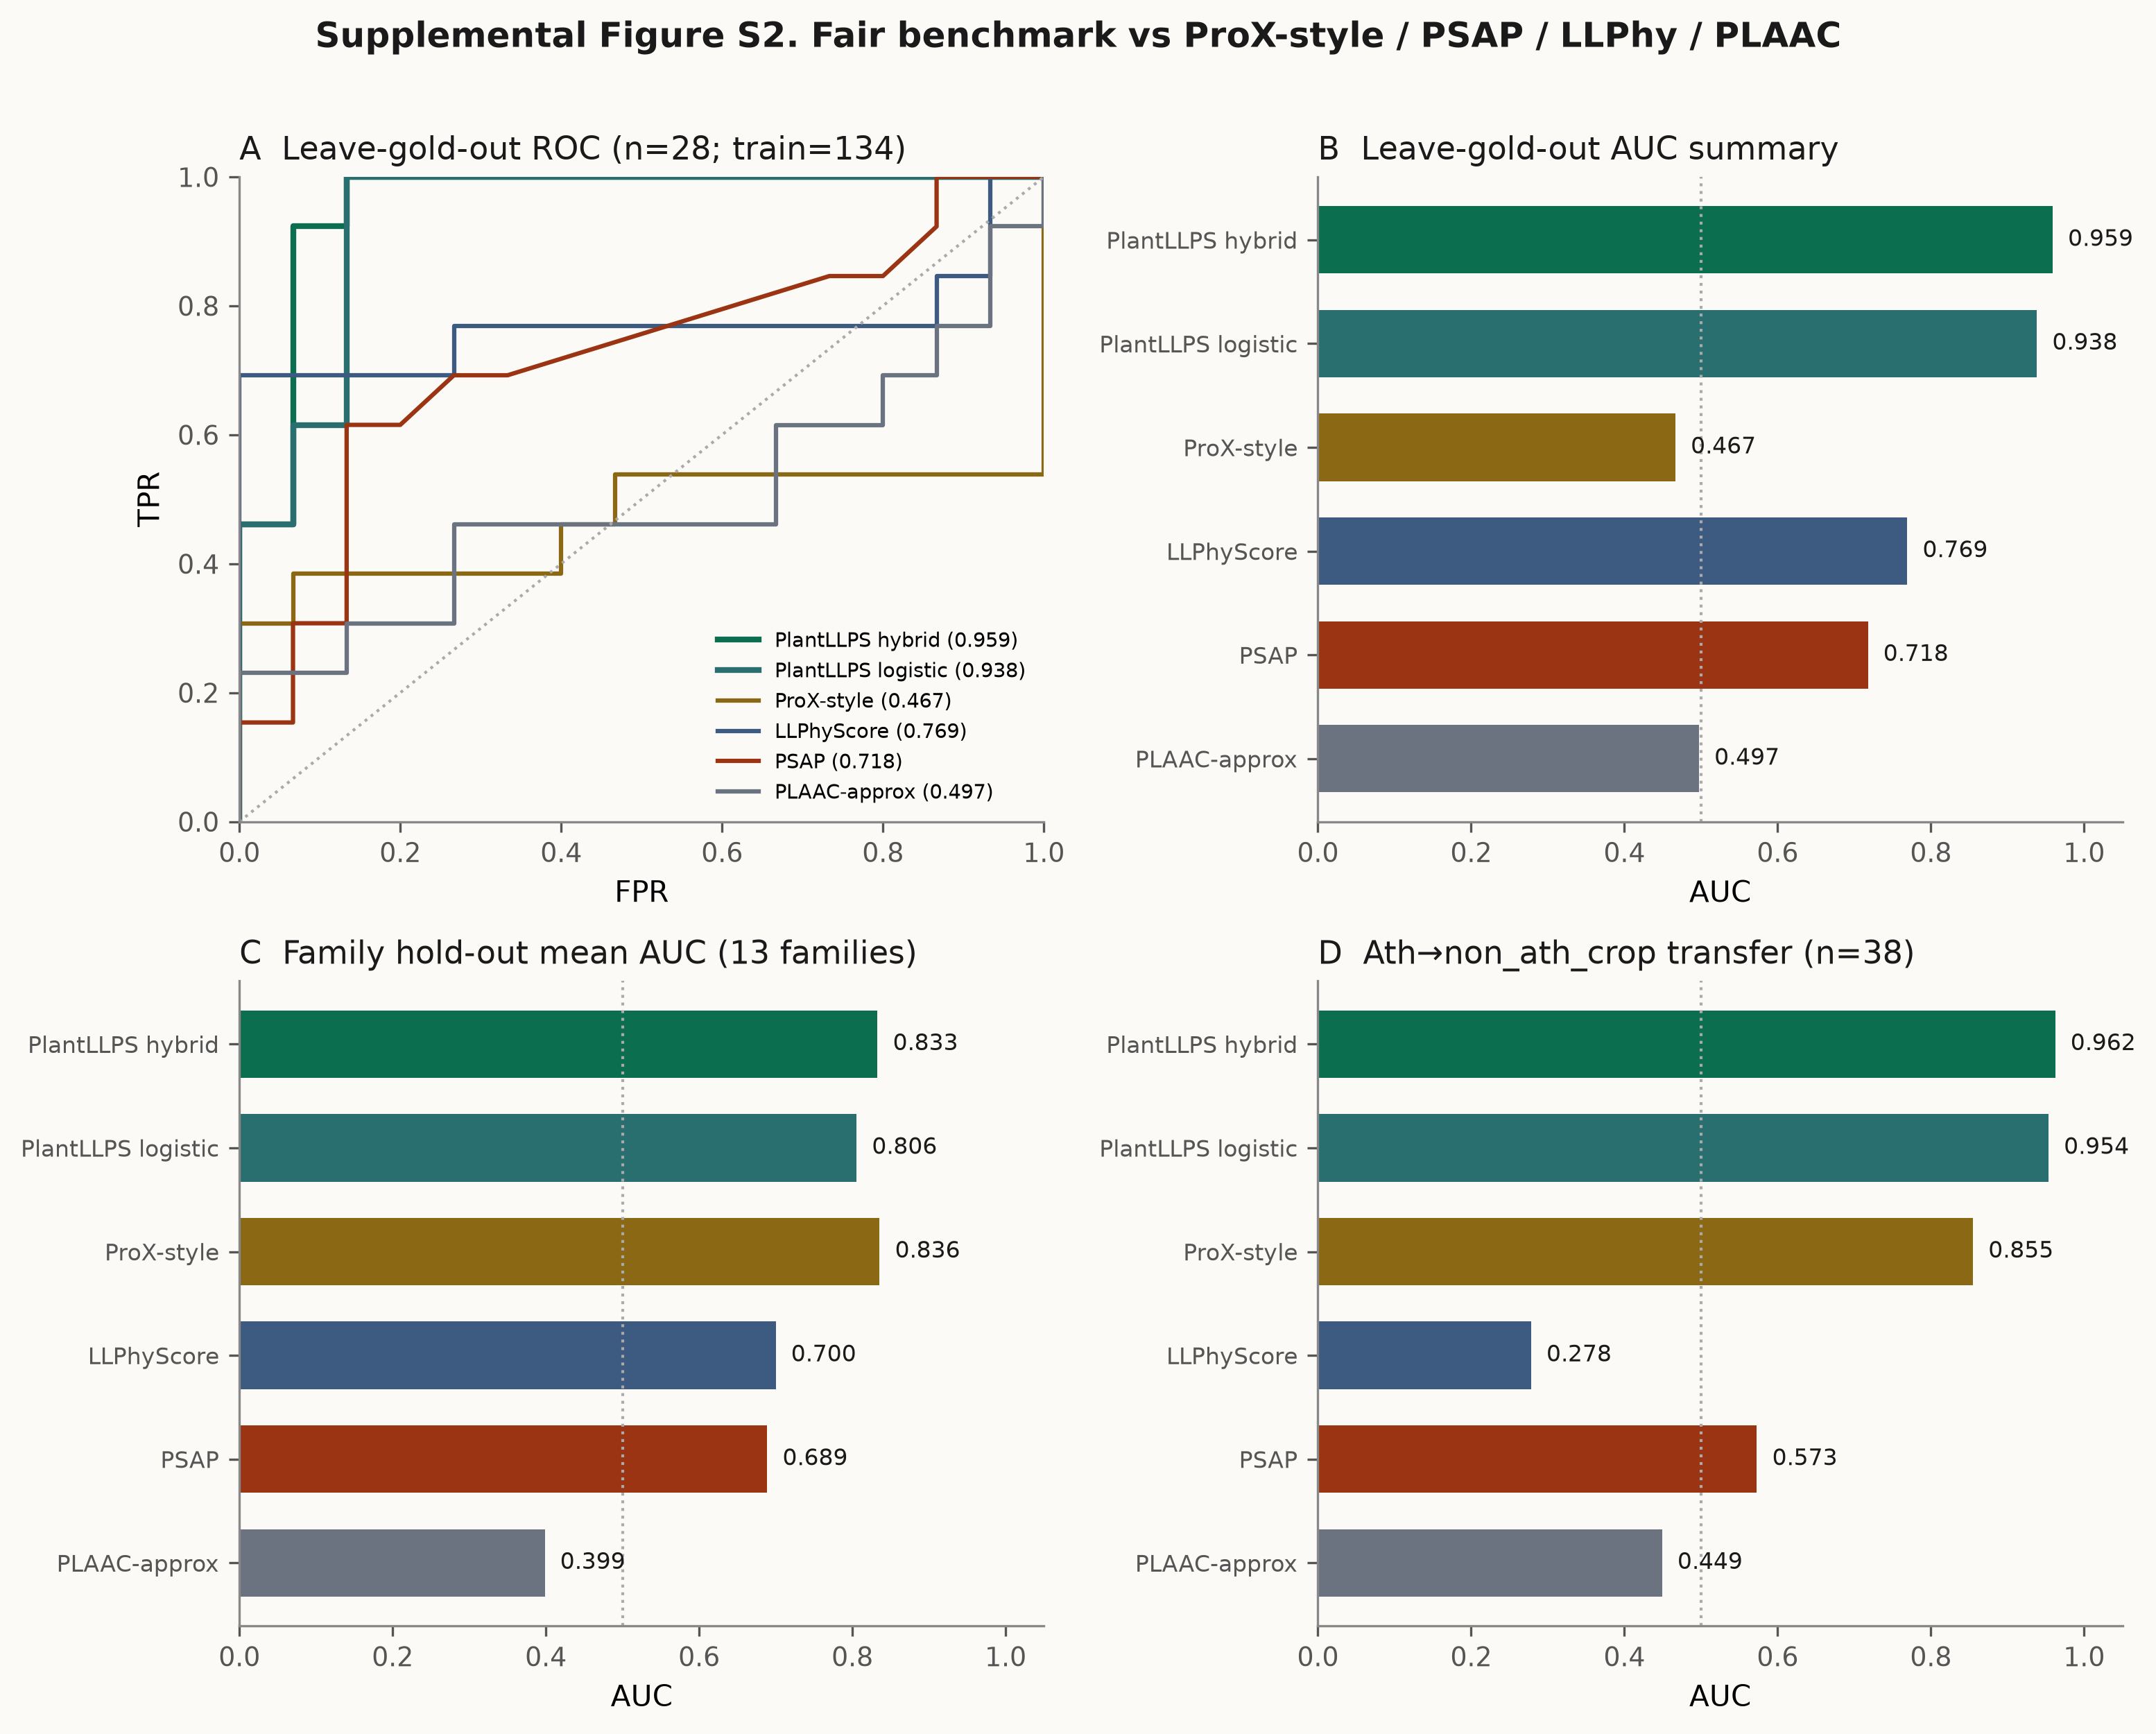 Supplemental Figure S2. Fair benchmark vs ProX-style / PSAP / LLPhy / PLAAC
A Leave-gold-out ROC (n=28; train=134)
1.0
0.8
0.6
0.4
0.2
0.0
TPR
0.0 0.2 0.4 0.6 0.8 1.0
FPR
PlantLLPS hybrid (0.959)
PlantLLPS logistic (0.938)
ProX-style (0.467)
LLPhyScore (0.769)
PSAP (0.718)
PLAAC-approx (0.497)
B Leave-gold-out AUC summary
PlantLLPS hybrid 0.959
PlantLLPS logistic 0.938
ProX-style 0.467
LLPhyScore 0.769
PSAP 0.718
PLAAC-approx 0.497
0.0 0.2 0.4 0.6 0.8 1.0
AUC
C Family hold-out mean AUC (13 families)
PlantLLPS hybrid 0.833
PlantLLPS logistic 0.806
ProX-style 0.836
LLPhyScore 0.700
PSAP 0.689
PLAAC-approx 0.399
0.0 0.2 0.4 0.6 0.8 1.0
AUC
D Ath→non_ath_crop transfer (n=38)
PlantLLPS hybrid 0.962
PlantLLPS logistic 0.954
ProX-style 0.855
LLPhyScore 0.278
PSAP 0.573
PLAAC-approx 0.449
0.0 0.2 0.4 0.6 0.8 1.0
AUC